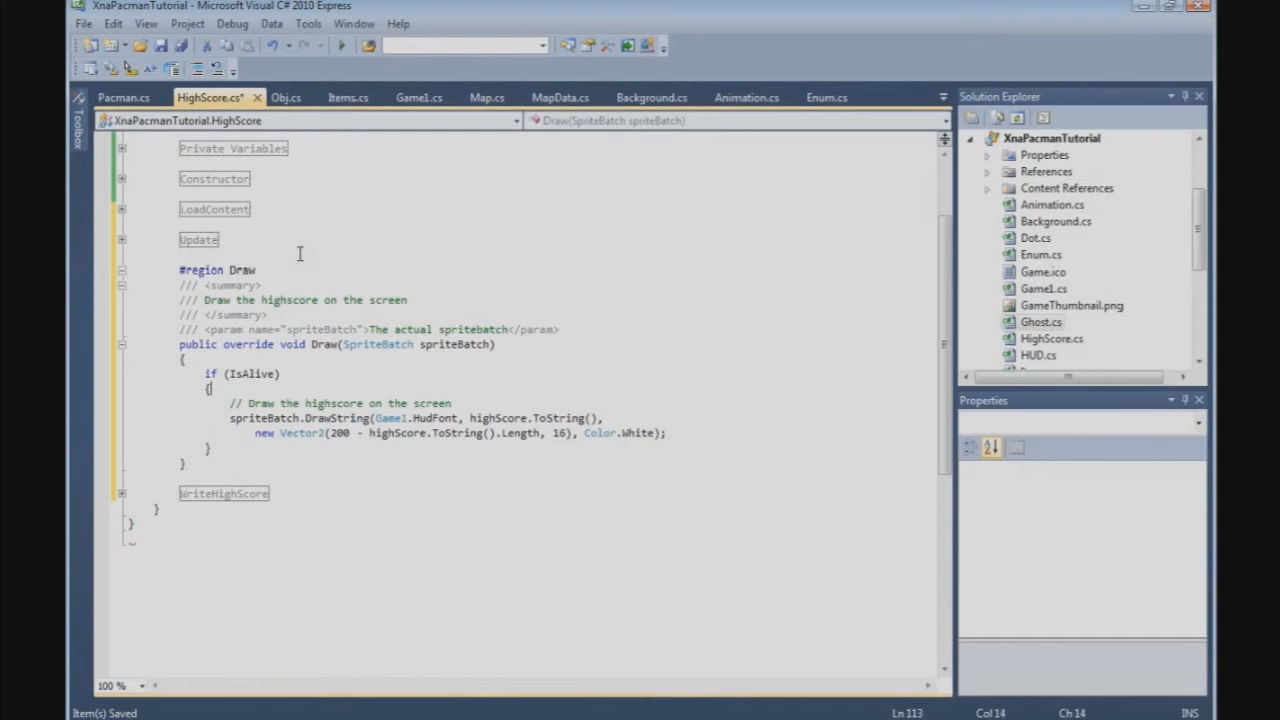 XnaPacmanTutorial - Microsoft Visual C# 2010 Express
File Edit View Project Debug Data Tools Window Help
Pacman.cs HighScore.cs* Obj.cs Items.cs Game1.cs Map.cs MapData.cs Background.cs Animation.cs Enum.cs
XnaPacmanTutorial.HighScore Draw(SpriteBatch spriteBatch)
Toolbox
Private Variables
Constructor
LoadContent
Update
#region Draw
/// <summary>
/// Draw the highscore on the screen
/// </summary>
/// <param name="spriteBatch">The actual spritebatch</param>
public override void Draw(SpriteBatch spriteBatch)
{
if (IsAlive)
{
// Draw the highscore on the screen
spriteBatch.DrawString(Game1.HudFont, highScore.ToString(),
new Vector2(200 - highScore.ToString().Length, 16), Color.White);
}
}
WriteHighScore
}
}
100 %
Solution Explorer
XnaPacmanTutorial
Properties
References
Content References
Animation.cs
Background.cs
Dot.cs
Enum.cs
Game.ico
Game1.cs
GameThumbnail.png
Ghost.cs
HighScore.cs
HUD.cs
Properties
Item(s) Saved Ln 113 Col 14 Ch 14 INS